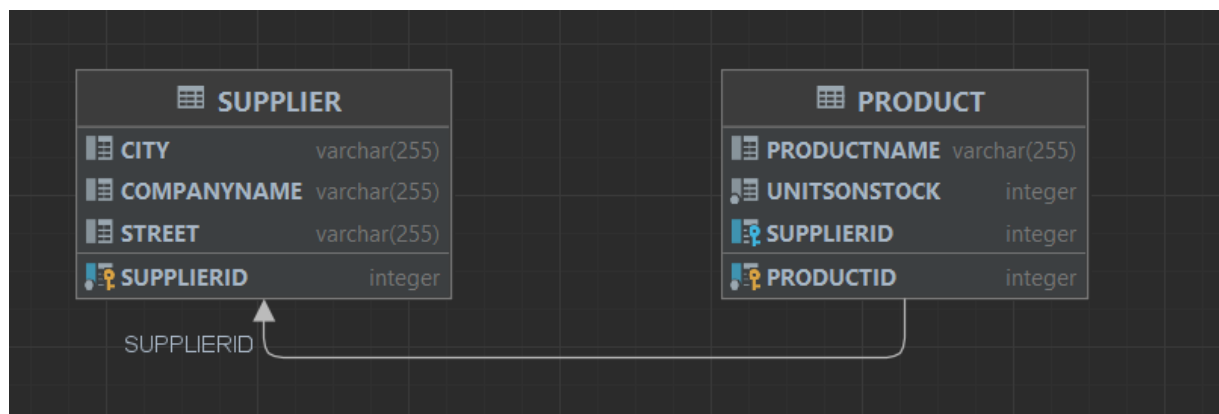 SUPPLIER
CITY varchar(255)
COMPANYNAME varchar(255)
STREET varchar(255)
SUPPLIERID integer
PRODUCT
PRODUCTNAME varchar(255)
UNITSONSTOCK integer
SUPPLIERID integer
PRODUCTID integer
SUPPLIERID